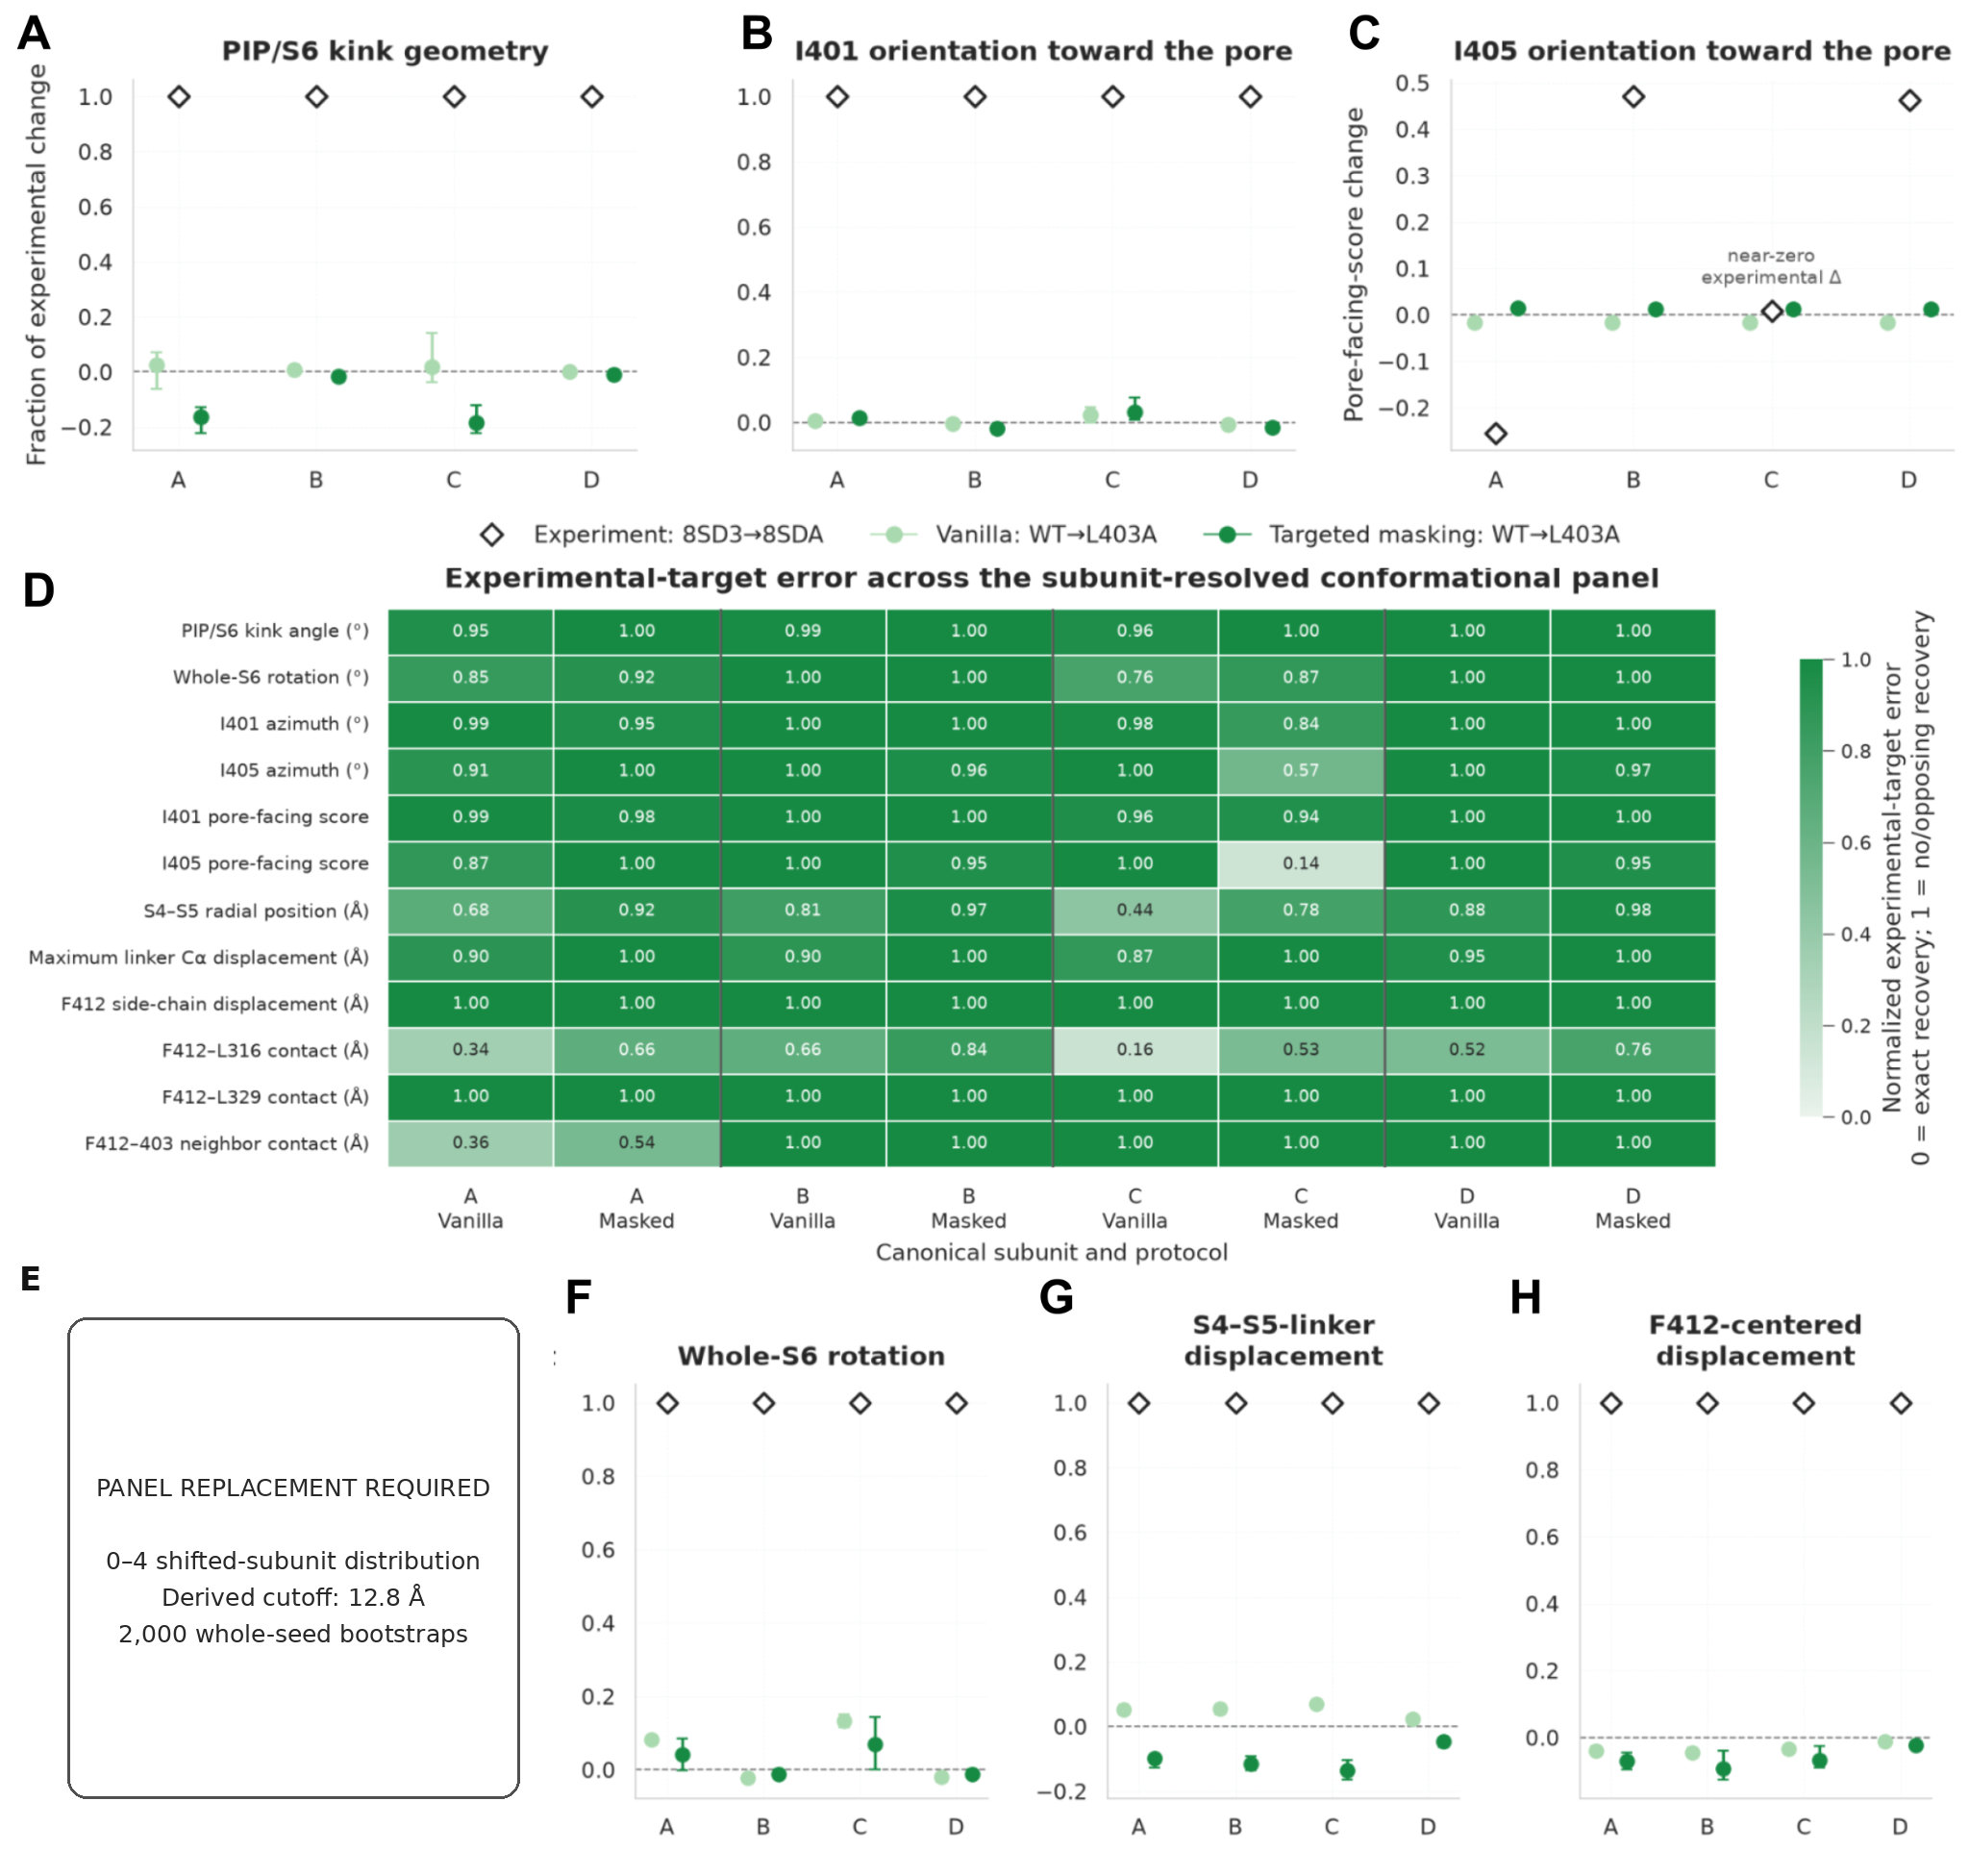 A
PIP/S6 kink geometry
Fraction of experimental change
1.0
0.8
0.6
0.4
0.2
0.0
−0.2
A B C D
B
I401 orientation toward the pore
1.0
0.8
0.6
0.4
0.2
0.0
A B C D
C
I405 orientation toward the pore
Pore-facing-score change
0.5
0.4
0.3
0.2
0.1
0.0
−0.1
−0.2
near-zero
experimental Δ
A B C D
Experiment: 8SD3→8SDA Vanilla: WT→L403A Targeted masking: WT→L403A
D
Experimental-target error across the subunit-resolved conformational panel
PIP/S6 kink angle (°) 0.95 1.00 0.99 1.00 0.96 1.00 1.00 1.00
Whole-S6 rotation (°) 0.85 0.92 1.00 1.00 0.76 0.87 1.00 1.00
I401 azimuth (°) 0.99 0.95 1.00 1.00 0.98 0.84 1.00 1.00
I405 azimuth (°) 0.91 1.00 1.00 0.96 1.00 0.57 1.00 0.97
I401 pore-facing score 0.99 0.98 1.00 1.00 0.96 0.94 1.00 1.00
I405 pore-facing score 0.87 1.00 1.00 0.95 1.00 0.14 1.00 0.95
S4–S5 radial position (Å) 0.68 0.92 0.81 0.97 0.44 0.78 0.88 0.98
Maximum linker Cα displacement (Å) 0.90 1.00 0.90 1.00 0.87 1.00 0.95 1.00
F412 side-chain displacement (Å) 1.00 1.00 1.00 1.00 1.00 1.00 1.00 1.00
F412–L316 contact (Å) 0.34 0.66 0.66 0.84 0.16 0.53 0.52 0.76
F412–L329 contact (Å) 1.00 1.00 1.00 1.00 1.00 1.00 1.00 1.00
F412–403 neighbor contact (Å) 0.36 0.54 1.00 1.00 1.00 1.00 1.00 1.00
A A B B C C D D
Vanilla Masked Vanilla Masked Vanilla Masked Vanilla Masked
Canonical subunit and protocol
1.0
0.8
0.6
0.4
0.2
0.0
Normalized experimental-target error
0 = exact recovery; 1 = no/opposing recovery
E
PANEL REPLACEMENT REQUIRED
0–4 shifted-subunit distribution
Derived cutoff: 12.8 Å
2,000 whole-seed bootstraps
F
Whole-S6 rotation
1.0
0.8
0.6
0.4
0.2
0.0
A B C D
G
S4–S5-linker
displacement
1.0
0.8
0.6
0.4
0.2
0.0
−0.2
A B C D
H
F412-centered
displacement
1.0
0.8
0.6
0.4
0.2
0.0
A B C D